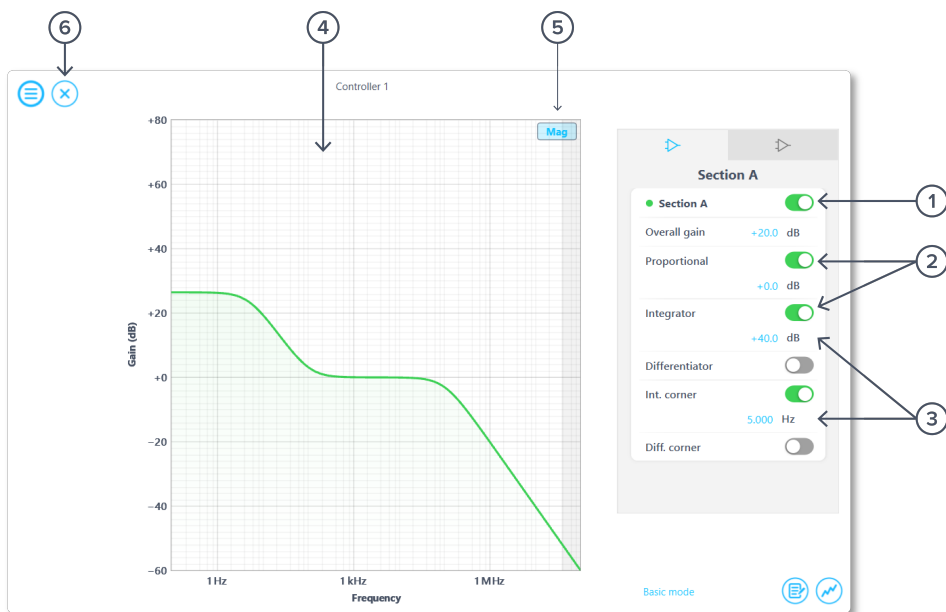 6
4
5
Controller 1
Mag
+80
+60
+40
+20
+0
−20
−40
−60
Gain (dB)
1 Hz
1 kHz
1 MHz
Frequency
Section A
Section A
1
Overall gain +20.0 dB
Proportional
2
+0.0 dB
Integrator
+40.0 dB
Differentiator
Int. corner
3
5.000 Hz
Diff. corner
Basic mode